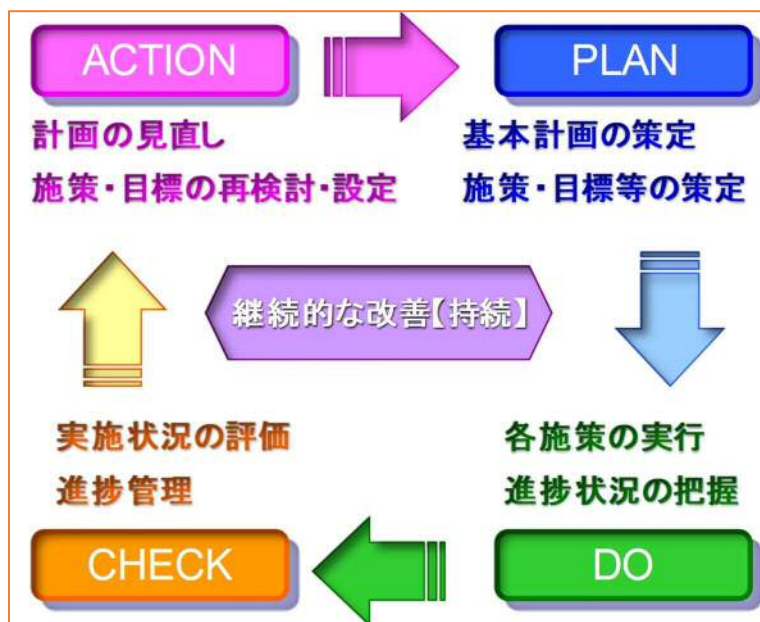 ACTION
PLAN
計画の見直し
施策・目標の再検討・設定
基本計画の策定
施策・目標等の策定
継続的な改善【持続】
実施状況の評価
進捗管理
各施策の実行
進捗状況の把握
CHECK
DO